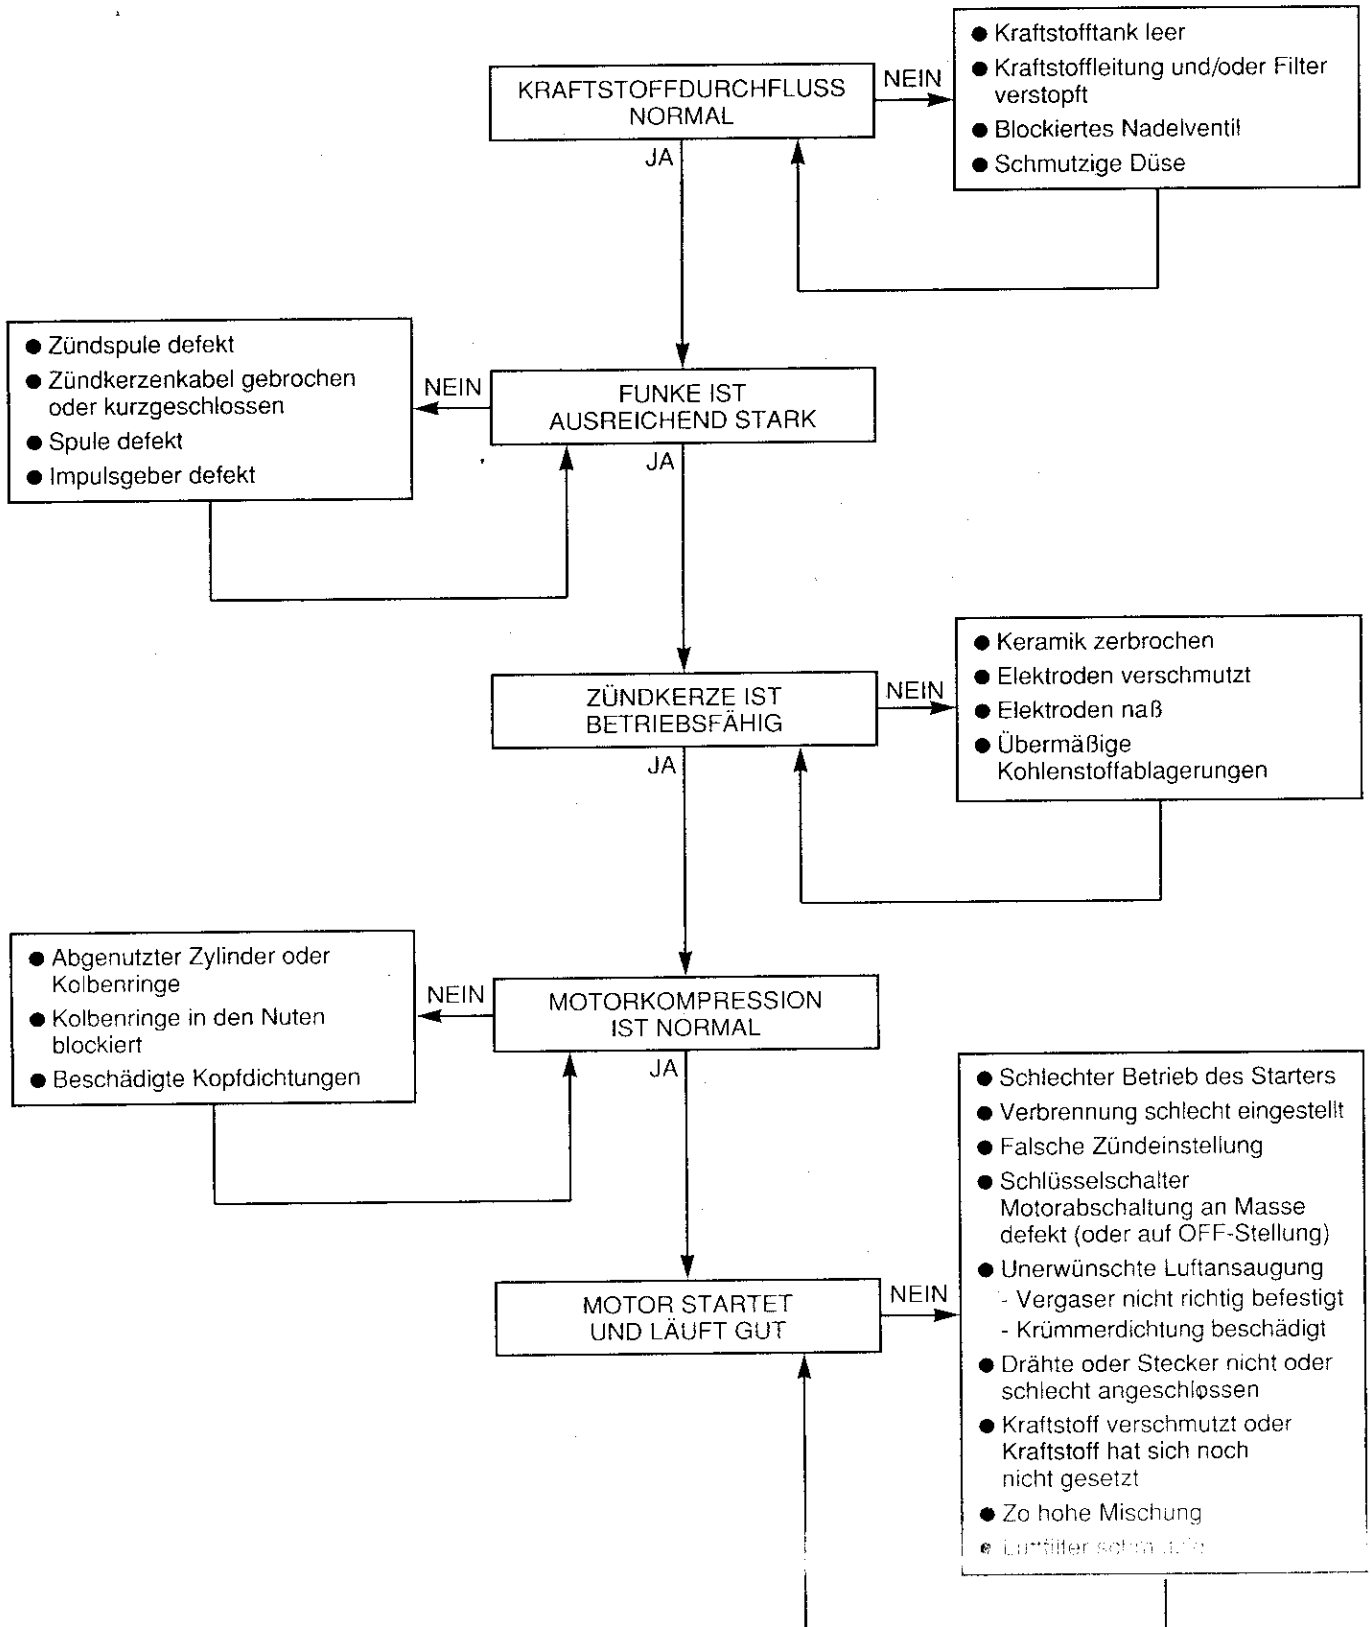 KRAFTSTOFFDURCHFLUSS
NORMAL
NEIN
JA
● Kraftstofftank leer
● Kraftstoffleitung und/oder Filter
verstopft
● Blockiertes Nadelventil
● Schmutzige Düse
FUNKE IST
AUSREICHEND STARK
NEIN
JA
● Zündspule defekt
● Zündkerzenkabel gebrochen
oder kurzgeschlossen
● Spule defekt
● Impulsgeber defekt
ZÜNDKERZE IST
BETRIEBSFÄHIG
NEIN
JA
● Keramik zerbrochen
● Elektroden verschmutzt
● Elektroden naß
● Übermäßige
Kohlenstoffablagerungen
MOTORKOMPRESSION
IST NORMAL
NEIN
JA
● Abgenutzter Zylinder oder
Kolbenringe
● Kolbenringe in den Nuten
blockiert
● Beschädigte Kopfdichtungen
MOTOR STARTET
UND LÄUFT GUT
NEIN
● Schlechter Betrieb des Starters
● Verbrennung schlecht eingestellt
● Falsche Zündeinstellung
● Schlüsselschalter
Motorabschaltung an Masse
defekt (oder auf OFF-Stellung)
● Unerwünschte Luftansaugung
- Vergaser nicht richtig befestigt
- Krümmerdichtung beschädigt
● Drähte oder Stecker nicht oder
schlecht angeschlossen
● Kraftstoff verschmutzt oder
Kraftstoff hat sich noch
nicht gesetzt
● Zo hohe Mischung
● Luftfilter